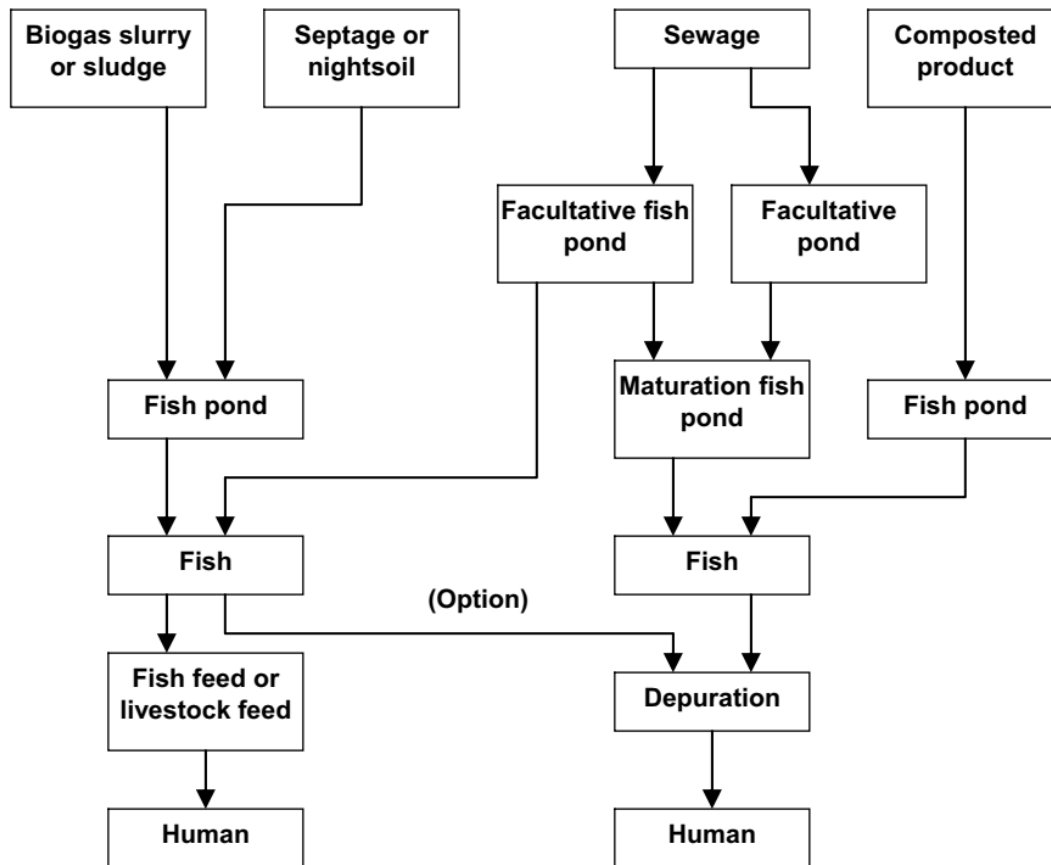 Biogas slurry
or sludge
Septage or
nightsoil
Sewage
Composted
product
Facultative fish
pond
Facultative
pond
Fish pond
Maturation fish
pond
Fish pond
Fish
Fish
(Option)
Fish feed or
livestock feed
Depuration
Human
Human